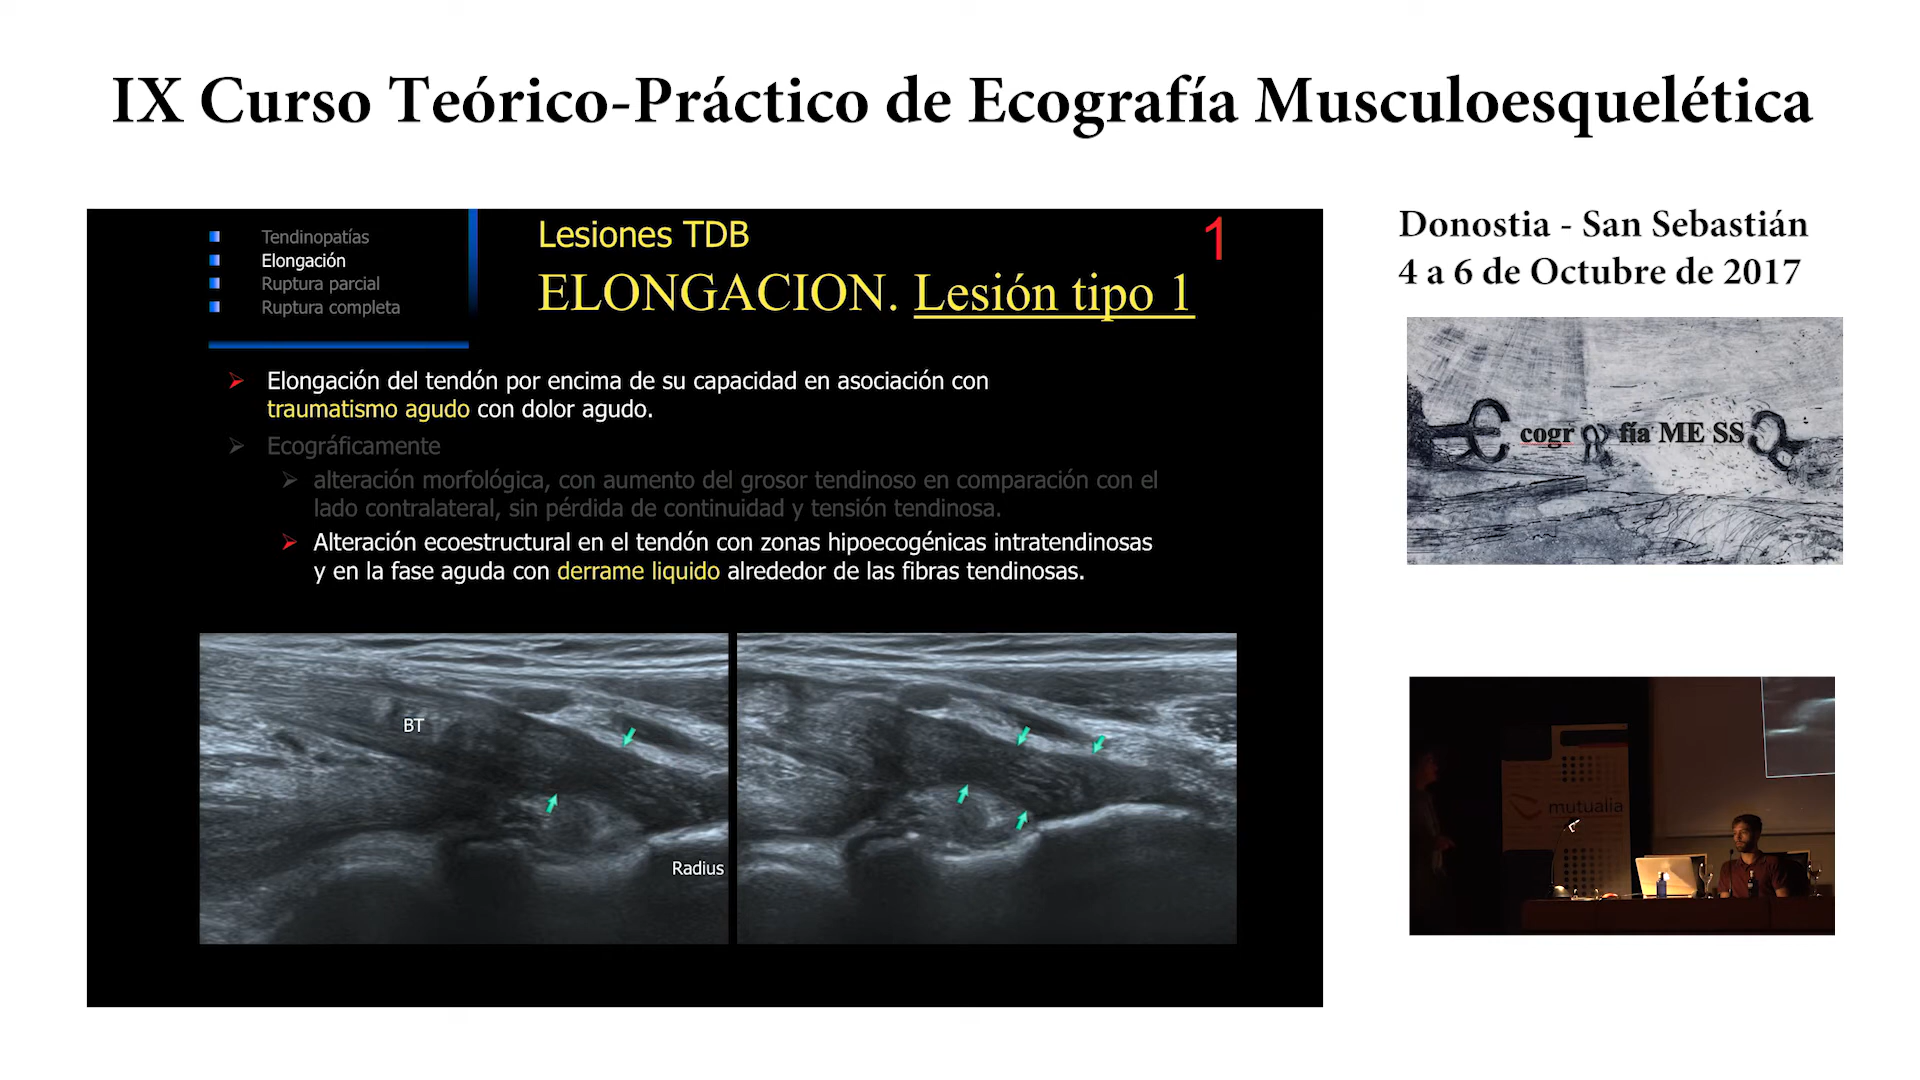 IX Curso Teórico-Práctico de Ecografía Musculoesquelética
Donostia - San Sebastián
4 a 6 de Octubre de 2017
Tendinopatías
Elongación
Ruptura parcial
Ruptura completa
Lesiones TDB
1
ELONGACION. Lesión tipo 1
Elongación del tendón por encima de su capacidad en asociación con
traumatismo agudo con dolor agudo.
Ecográficamente
alteración morfológica, con aumento del grosor tendinoso en comparación con el
lado contralateral, sin pérdida de continuidad y tensión tendinosa.
Alteración ecoestructural en el tendón con zonas hipoecogénicas intratendinosas
y en la fase aguda con derrame liquido alrededor de las fibras tendinosas.
BT
Radius
cogr fía ME SS
mutualia